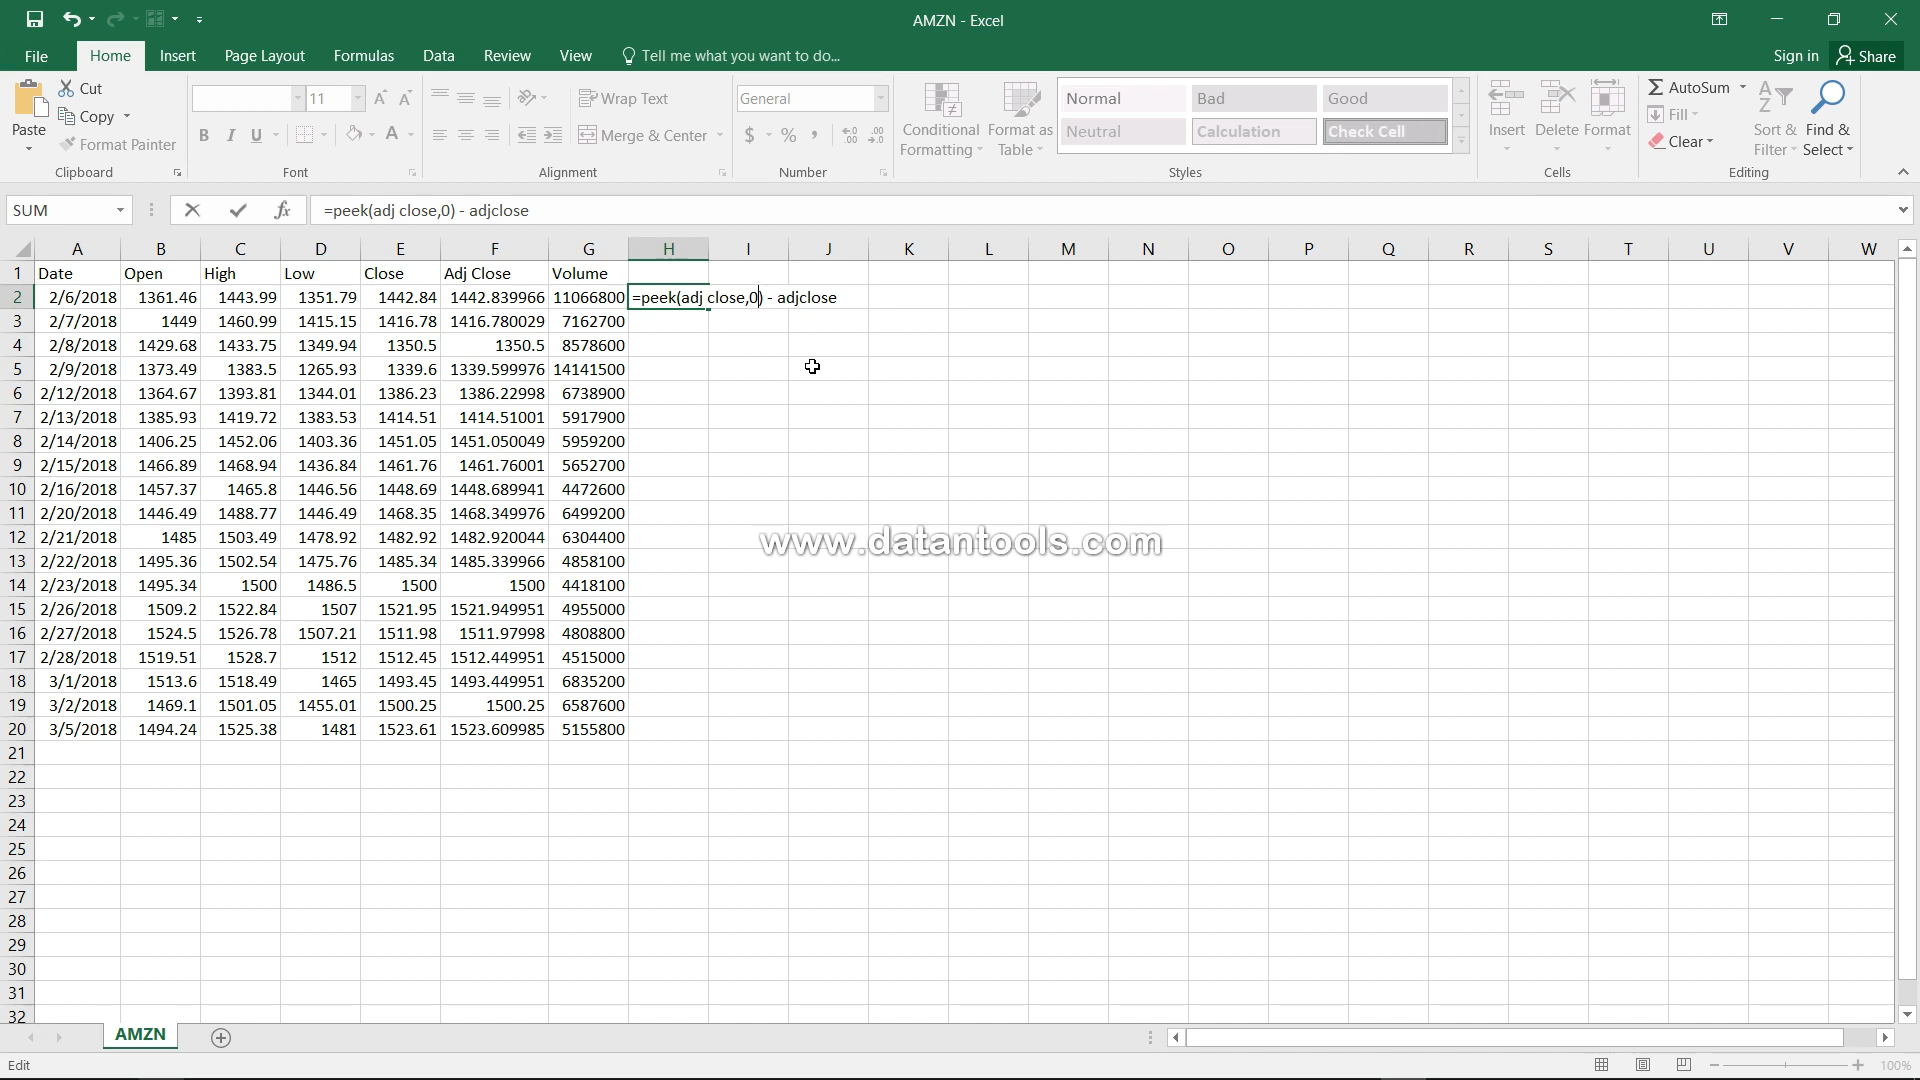 AMZN - Excel
File Home Insert Page Layout Formulas Data Review View Tell me what you want to do... Sign in Share
Cut
Copy
Format Painter
Paste
Clipboard
11
B I U
A A
Font
Wrap Text
Merge & Center
Alignment
General
$ % ,
Number
Conditional Formatting
Format as Table
Normal Bad Good
Neutral Calculation Check Cell
Styles
Insert Delete Format
Cells
AutoSum
Fill
Clear
Sort & Filter
Find & Select
Editing
SUM fx =peek(adj close,0) - adjclose
A B C D E F G H I J K L M N O P Q R S T U V W
1 Date Open High Low Close Adj Close Volume
2 2/6/2018 1361.46 1443.99 1351.79 1442.84 1442.839966 11066800 =peek(adj close,0) - adjclose
3 2/7/2018 1449 1460.99 1415.15 1416.78 1416.780029 7162700
4 2/8/2018 1429.68 1433.75 1349.94 1350.5 1350.5 8578600
5 2/9/2018 1373.49 1383.5 1265.93 1339.6 1339.599976 14141500
6 2/12/2018 1364.67 1393.81 1344.01 1386.23 1386.22998 6738900
7 2/13/2018 1385.93 1419.72 1383.53 1414.51 1414.51001 5917900
8 2/14/2018 1406.25 1452.06 1403.36 1451.05 1451.050049 5959200
9 2/15/2018 1466.89 1468.94 1436.84 1461.76 1461.76001 5652700
10 2/16/2018 1457.37 1465.8 1446.56 1448.69 1448.689941 4472600
11 2/20/2018 1446.49 1488.77 1446.49 1468.35 1468.349976 6499200
12 2/21/2018 1485 1503.49 1478.92 1482.92 1482.920044 6304400
www.datantools.com
13 2/22/2018 1495.36 1502.54 1475.76 1485.34 1485.339966 4858100
14 2/23/2018 1495.34 1500 1486.5 1500 1500 4418100
15 2/26/2018 1509.2 1522.84 1507 1521.95 1521.949951 4955000
16 2/27/2018 1524.5 1526.78 1507.21 1511.98 1511.97998 4808800
17 2/28/2018 1519.51 1528.7 1512 1512.45 1512.449951 4515000
18 3/1/2018 1513.6 1518.49 1465 1493.45 1493.449951 6835200
19 3/2/2018 1469.1 1501.05 1455.01 1500.25 1500.25 6587600
20 3/5/2018 1494.24 1525.38 1481 1523.61 1523.609985 5155800
21
22
23
24
25
26
27
28
29
30
31
32
AMZN
Edit 100%